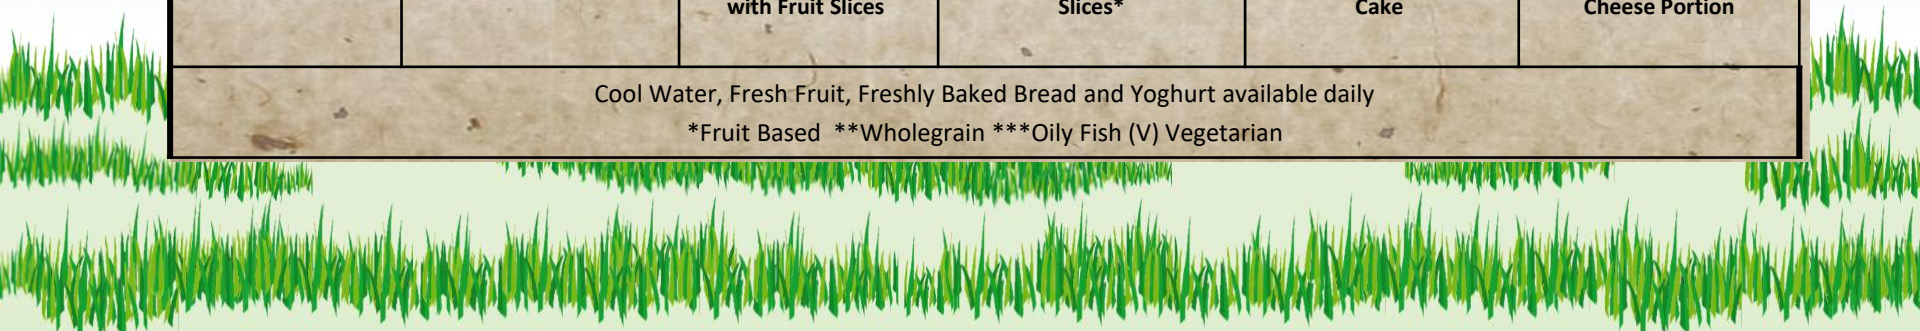 with Fruit Slices
Slices*
Cake
Cheese Portion
Cool Water, Fresh Fruit, Freshly Baked Bread and Yoghurt available daily
*Fruit Based  **Wholegrain ***Oily Fish (V) Vegetarian